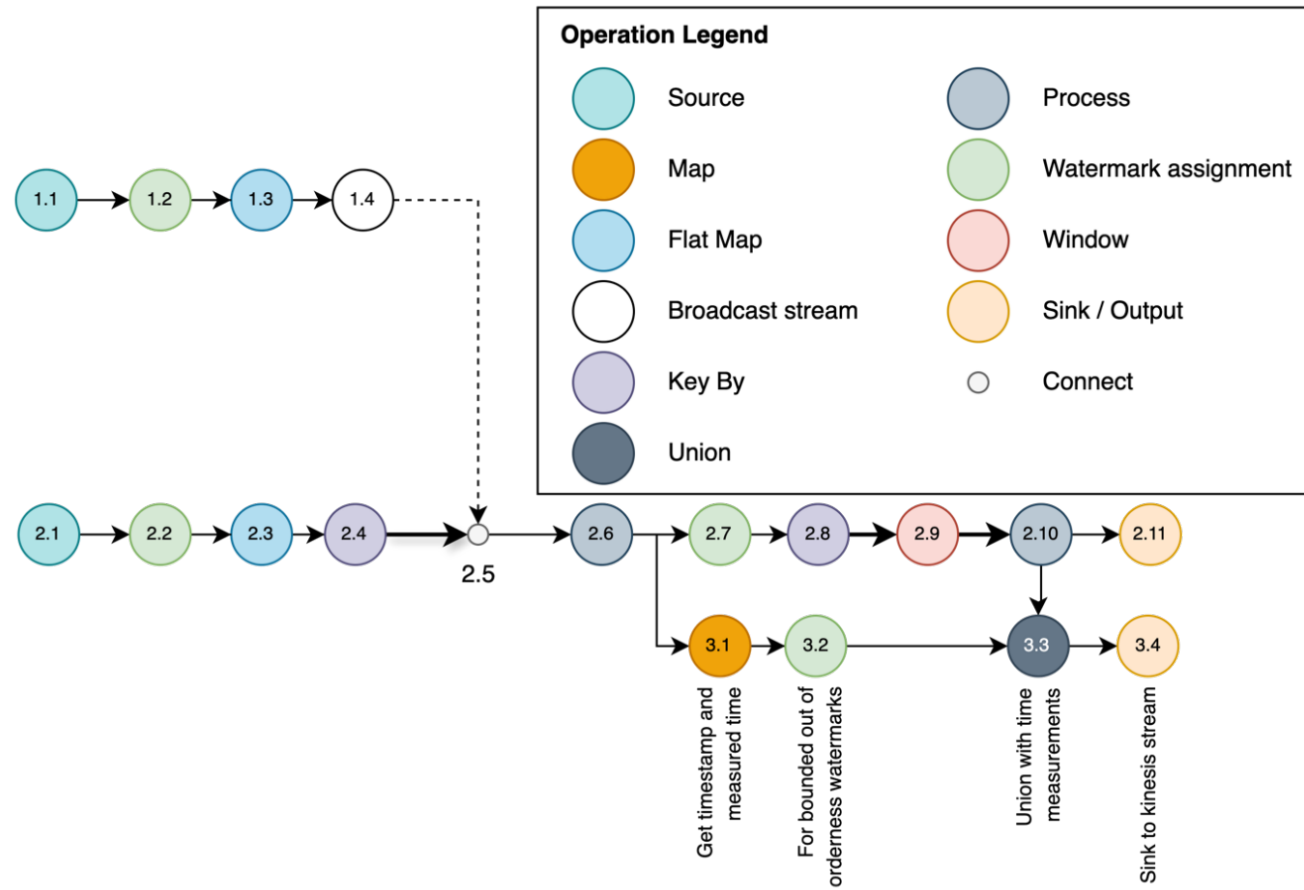 Operation Legend
Source
Process
Map
Watermark assignment
Flat Map
Window
Broadcast stream
Sink / Output
Key By
Connect
Union
1.1
1.2
1.3
1.4
2.1
2.2
2.3
2.4
2.5
2.6
2.7
2.8
2.9
2.10
2.11
3.1
3.2
3.3
3.4
Get timestamp and
measured time
For bounded out of
orderness watermarks
Union with time
measurements
Sink to kinesis stream